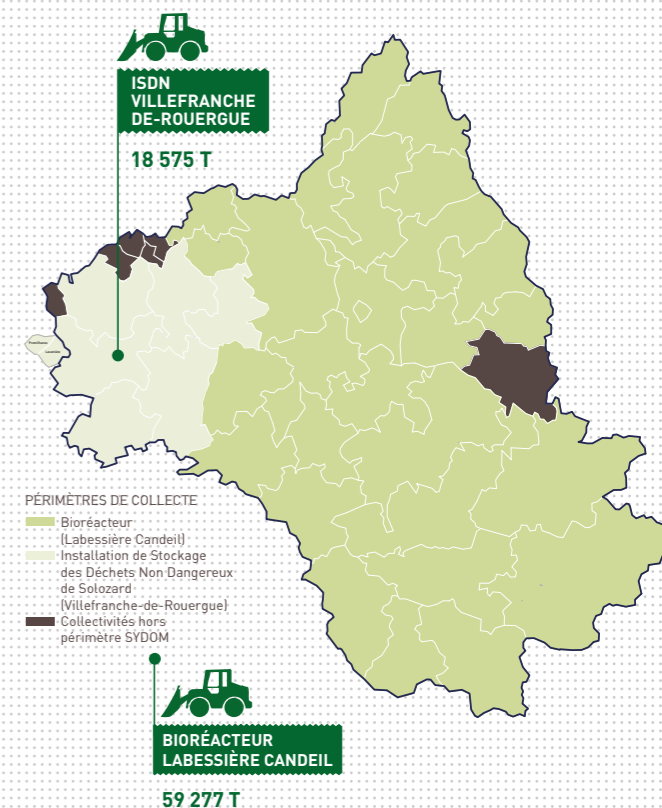 ISDN
VILLEFRANCHE
DE-ROUERGUE
18 575 T
PÉRIMÈTRES DE COLLECTE
Bioréacteur
(Labessière Candeil)
Installation de Stockage
des Déchets Non Dangereux
de Solozard
(Villefranche-de-Rouergue)
Collectivités hors
périmètre SYDOM
BIORÉACTEUR
LABESSIÈRE CANDEIL
59 277 T